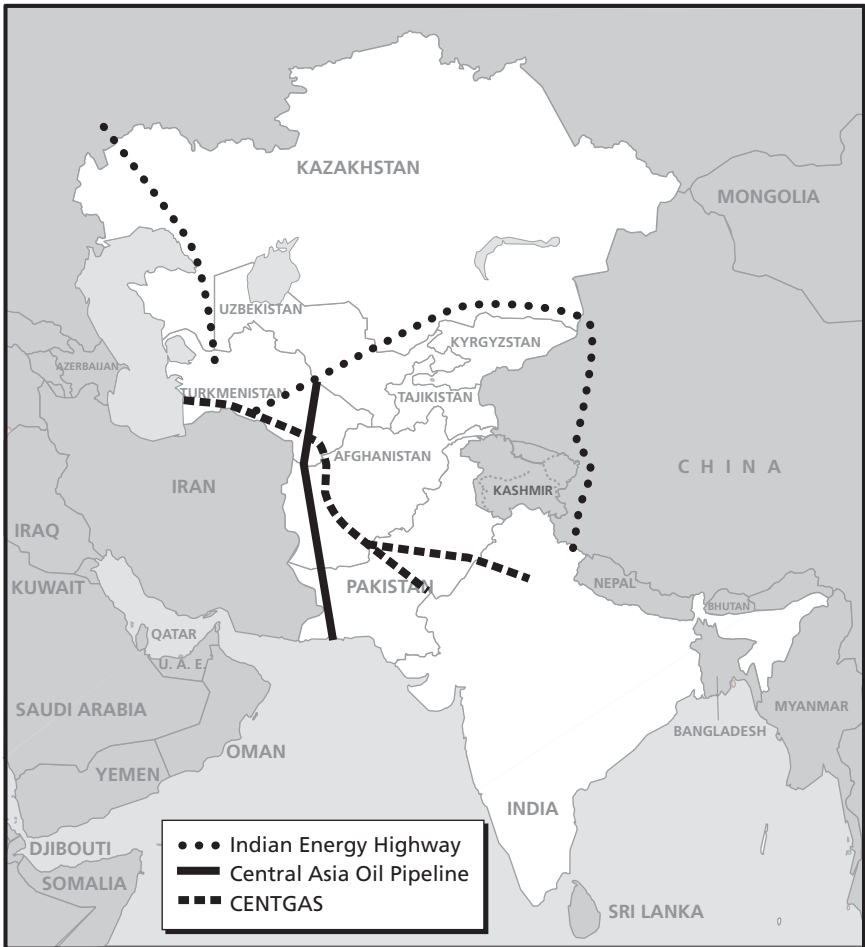 KAZAKHSTAN
MONGOLIA
UZBEKISTAN
KYRGYZSTAN
AZERBAIJAN
TURKMENISTAN
TAJIKISTAN
AFGHANISTAN
CHINA
IRAN
KASHMIR
IRAQ
KUWAIT
PAKISTAN
NEPAL
BHUTAN
QATAR
U. A. E.
SAUDI ARABIA
MYANMAR
BANGLADESH
OMAN
YEMEN
INDIA
DJIBOUTI
SOMALIA
SRI LANKA
Indian Energy Highway
Central Asia Oil Pipeline
CENTGAS